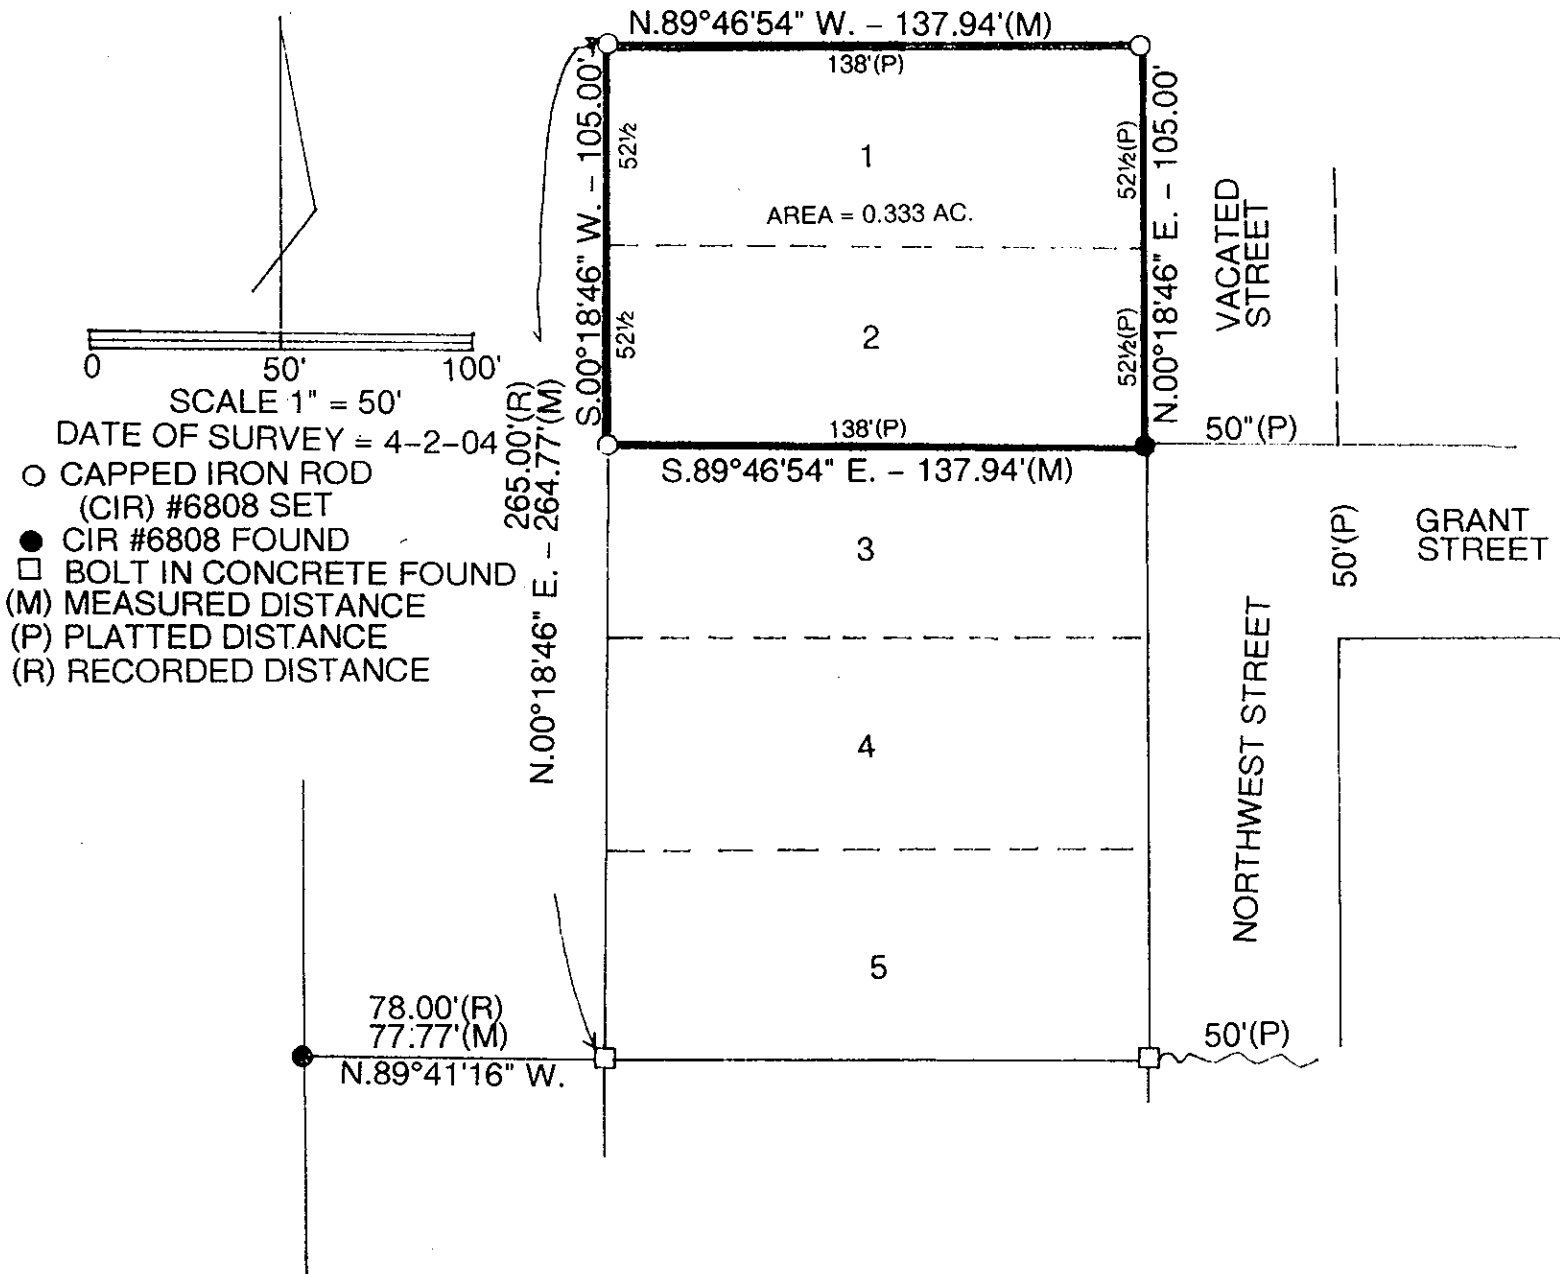 N.89°46'54" W. – 137.94'(M)
138'(P)
S.00°18'46" W. – 105.00'
52½
52½
1
AREA = 0.333 AC.
2
52½(P)
52½(P)
N.00°18'46" E. – 105.00'
VACATED
STREET
0 50' 100'
SCALE 1" = 50'
DATE OF SURVEY = 4–2–04
○ CAPPED IRON ROD
(CIR) #6808 SET
● CIR #6808 FOUND
□ BOLT IN CONCRETE FOUND
(M) MEASURED DISTANCE
(P) PLATTED DISTANCE
(R) RECORDED DISTANCE
265.00'(R)
N.00°18'46" E. – 264.77'(M)
138'(P)
S.89°46'54" E. – 137.94'(M)
50"(P)
3
50'(P)
GRANT
STREET
4
NORTHWEST STREET
5
78.00'(R)
77.77'(M)
N.89°41'16" W.
50'(P)